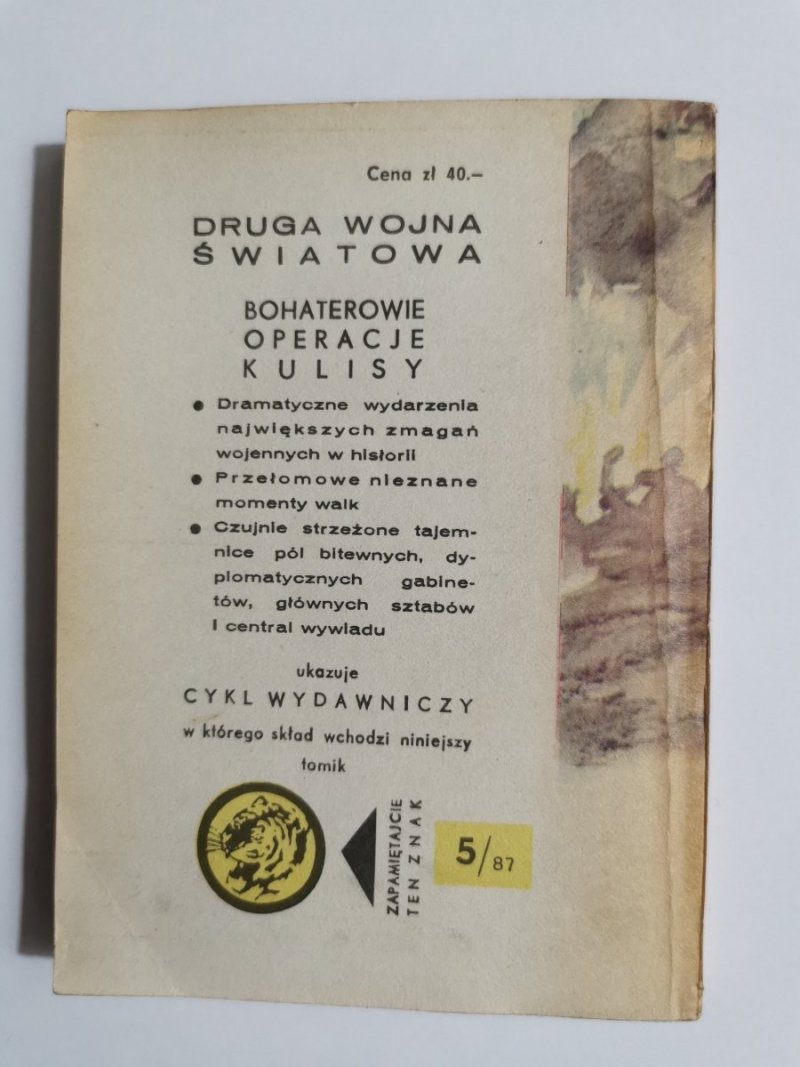 Cena zł 40.—
DRUGA WOJNA
ŚWIATOWA
BOHATEROWIE
OPERACJE
KULISY
● Dramatyczne wydarzenia
największych zmagań
wojennych w historii
● Przełomowe nieznane
momenty walk
● Czujnie strzeżone tajem-
nice pól bitewnych, dy-
plomatycznych gabine-
tów, głównych sztabów
i central wywiadu
ukazuje
CYKL WYDAWNICZY
w którego skład wchodzi niniejszy
tomik
ZAPAMIĘTAJCIE
TEN ZNAK
5/87